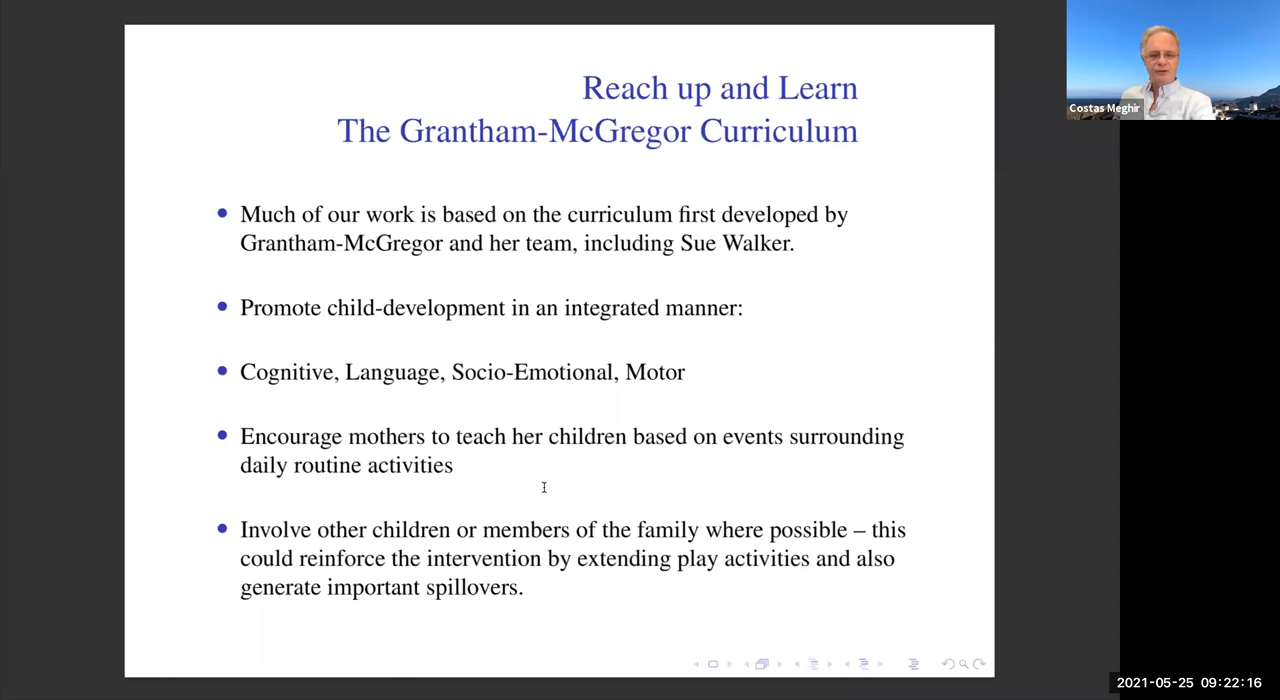 Reach up and Learn
The Grantham-McGregor Curriculum
Costas Meghir
• Much of our work is based on the curriculum first developed by
Grantham-McGregor and her team, including Sue Walker.
• Promote child-development in an integrated manner:
• Cognitive, Language, Socio-Emotional, Motor
• Encourage mothers to teach her children based on events surrounding
daily routine activities
• Involve other children or members of the family where possible – this
could reinforce the intervention by extending play activities and also
generate important spillovers.
2021-05-25 09:22:16